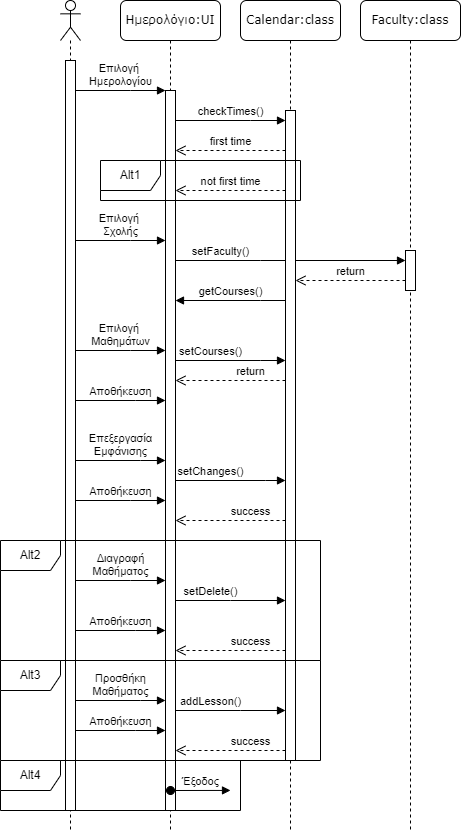 Ημερολόγιο:UI
Calendar:class
Faculty:class
Επιλογή
Ημερολογίου
checkTimes()
first time
Alt1
not first time
Επιλογή
Σχολής
setFaculty()
return
getCourses()
Επιλογή
Μαθημάτων
setCourses()
return
Αποθήκευση
Επεξεργασία
Εμφάνισης
setChanges()
Αποθήκευση
success
Alt2
Διαγραφή
Μαθήματος
setDelete()
Αποθήκευση
success
Alt3
Προσθήκη
Μαθήματος
addLesson()
Αποθήκευση
success
Alt4
Έξοδος